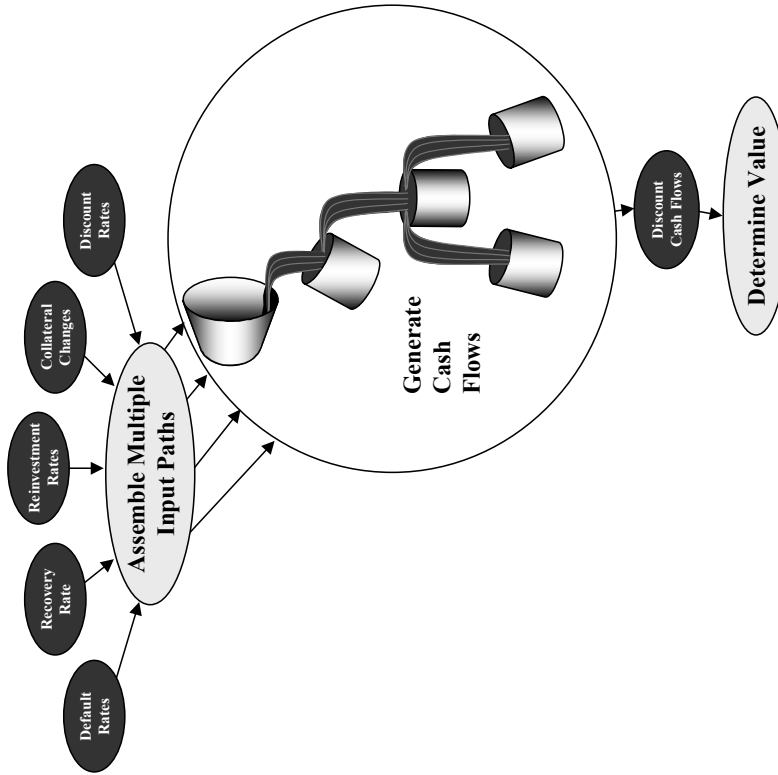 Default
Rates
Recovery
Rate
Reinvestment
Rates
Collateral
Changes
Discount
Rates
Assemble Multiple
Input Paths
Generate
Cash
Flows
Discount
Cash Flows
Determine Value